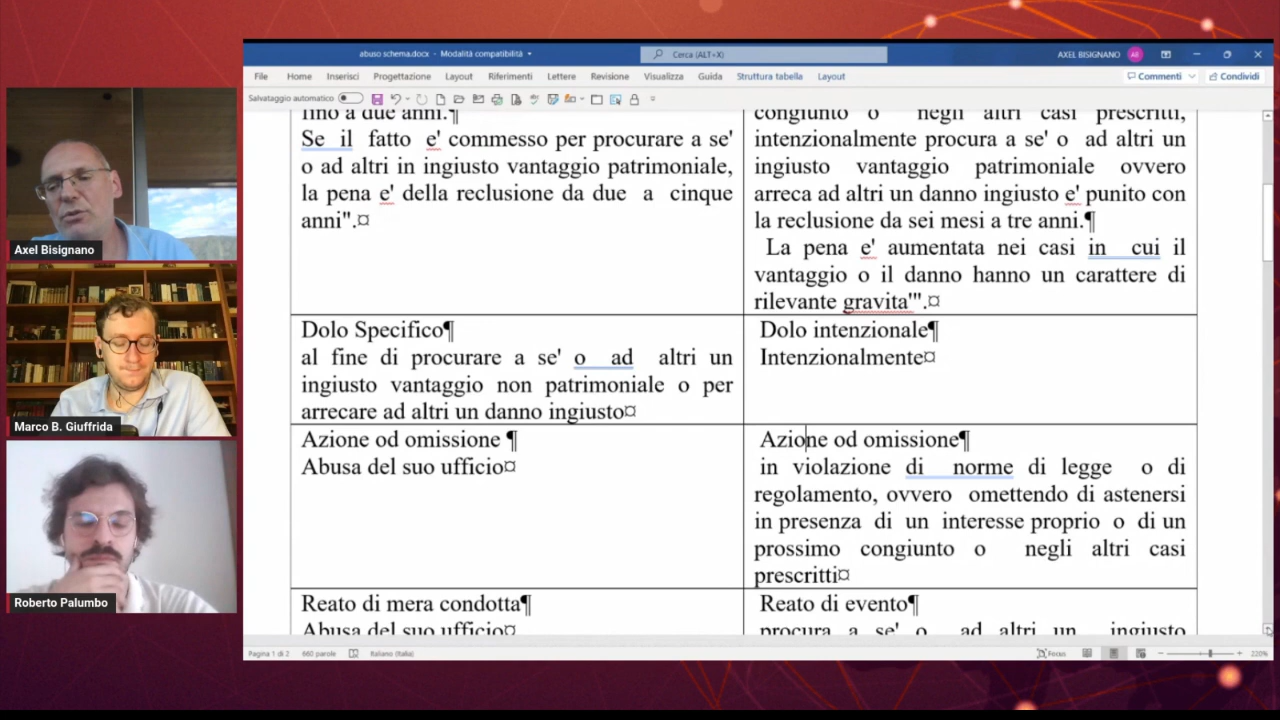 abuso schema.docx - Modalità compatibilità
Cerca (ALT+X)
AXEL BISIGNANO
AB
File Home Inserisci Progettazione Layout Riferimenti Lettere Revisione Visualizza Guida Struttura tabella Layout
Commenti
Condividi
Salvataggio automatico
fino a due anni.¶
Se il fatto e' commesso per procurare a se'
o ad altri in ingiusto vantaggio patrimoniale,
la pena e' della reclusione da due a cinque
anni".¤
congiunto o negli altri casi prescritti,
intenzionalmente procura a se' o ad altri un
ingiusto vantaggio patrimoniale ovvero
arreca ad altri un danno ingiusto e' punito con
la reclusione da sei mesi a tre anni.¶
La pena e' aumentata nei casi in cui il
vantaggio o il danno hanno un carattere di
rilevante gravita'".¤
Dolo Specifico¶
al fine di procurare a se' o ad altri un
ingiusto vantaggio non patrimoniale o per
arrecare ad altri un danno ingiusto¤
Dolo intenzionale¶
Intenzionalmente¤
Azione od omissione ¶
Abusa del suo ufficio¤
Azione od omissione¶
in violazione di norme di legge o di
regolamento, ovvero omettendo di astenersi
in presenza di un interesse proprio o di un
prossimo congiunto o negli altri casi
prescritti¤
Reato di mera condotta¶
Abusa del suo ufficio¤
Reato di evento¶
procura a se' o ad altri un ingiusto
Pagina 1 di 2 660 parole Italiano (Italia)
Focus
220%
Axel Bisignano
Marco B. Giuffrida
Roberto Palumbo